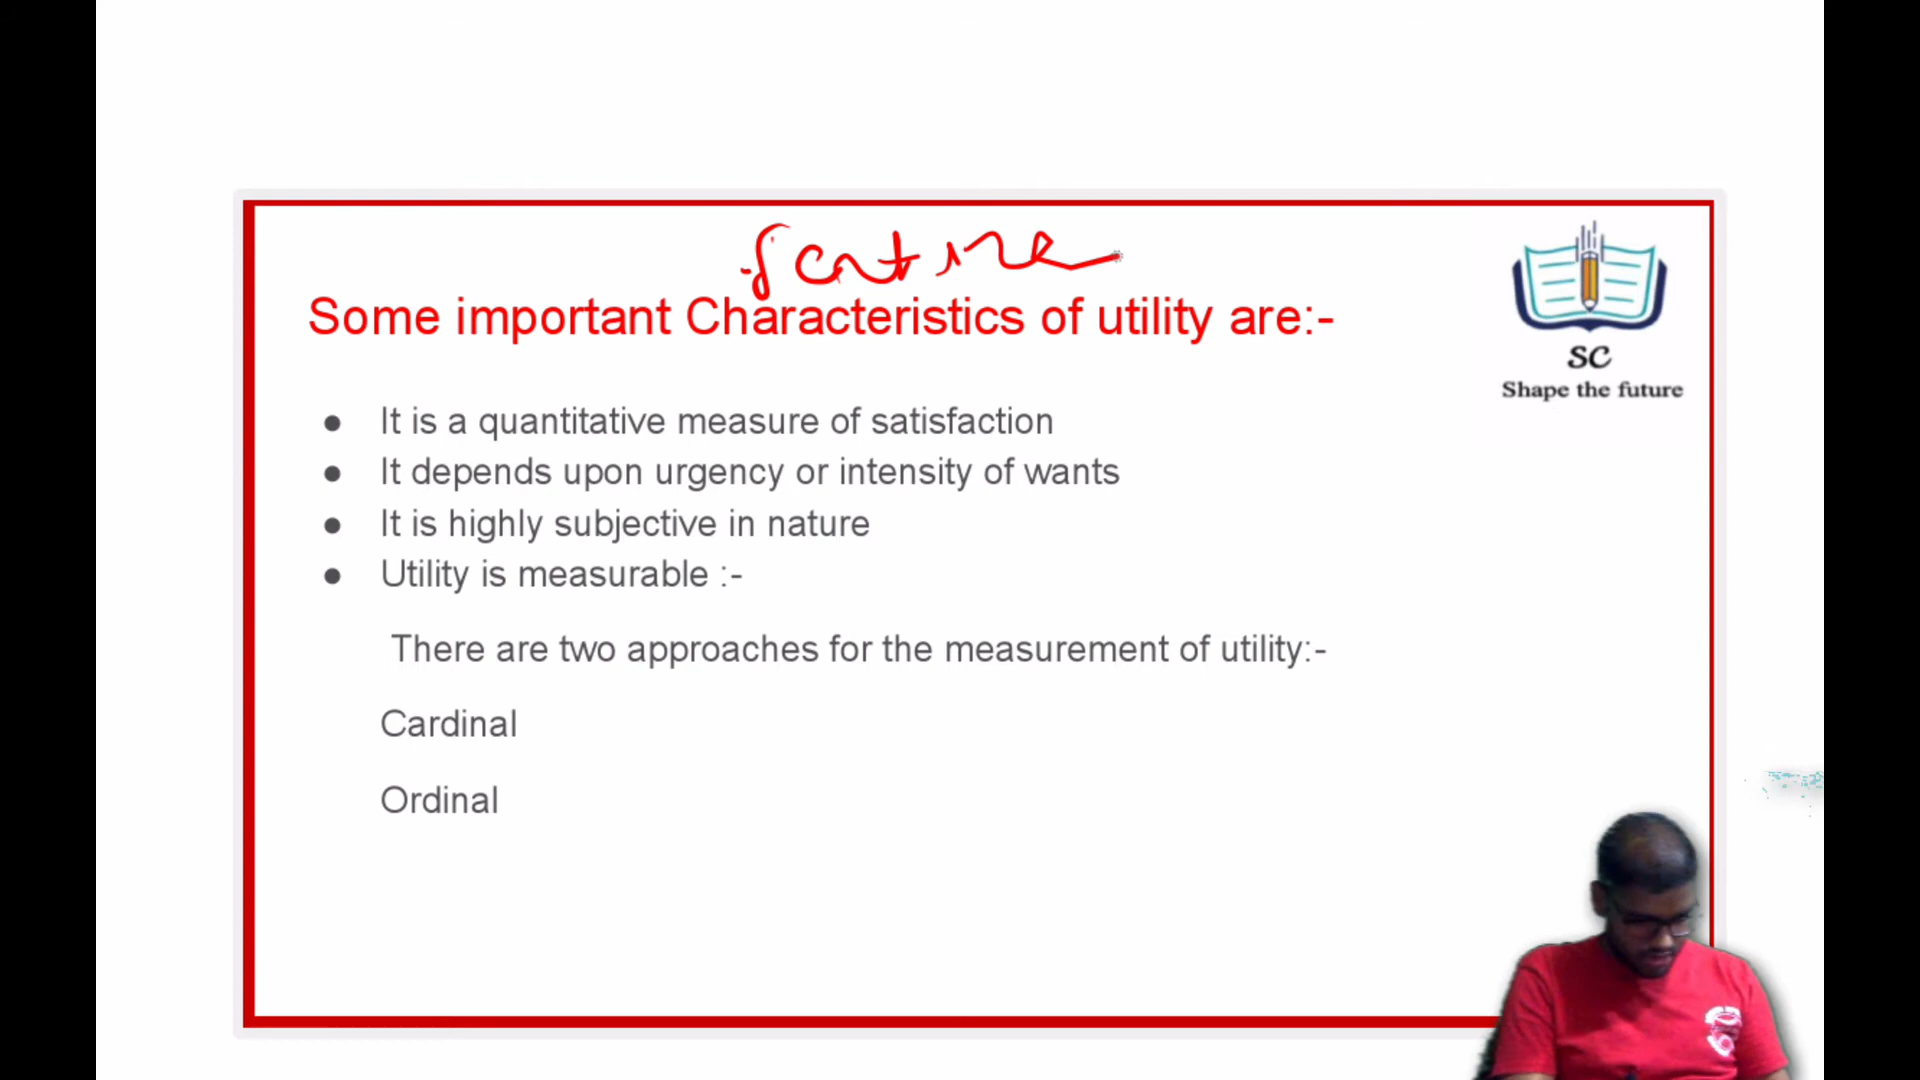 feature
Some important Characteristics of utility are:-
SC
Shape the future
● It is a quantitative measure of satisfaction
● It depends upon urgency or intensity of wants
● It is highly subjective in nature
● Utility is measurable :-
There are two approaches for the measurement of utility:-
Cardinal
Ordinal